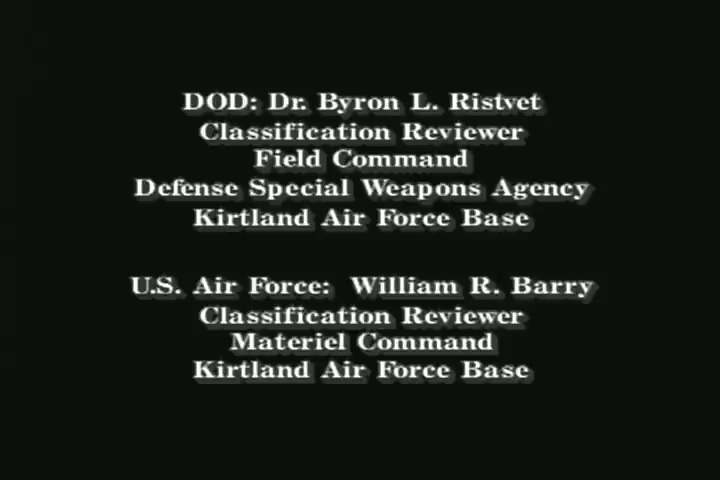 DOD: Dr. Byron L. Ristvet
Classification Reviewer
Field Command
Defense Special Weapons Agency
Kirtland Air Force Base
U.S. Air Force: William R. Barry
Classification Reviewer
Materiel Command
Kirtland Air Force Base